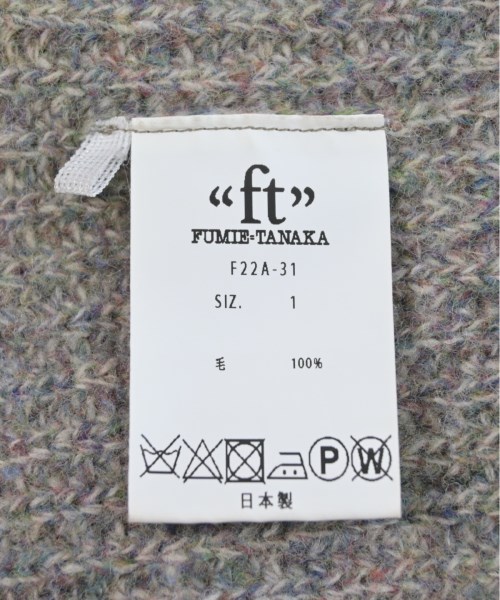 “ft”
FUMIE=TANAKA
F22A-31
SIZ. 1
毛 100%
P W
日本製